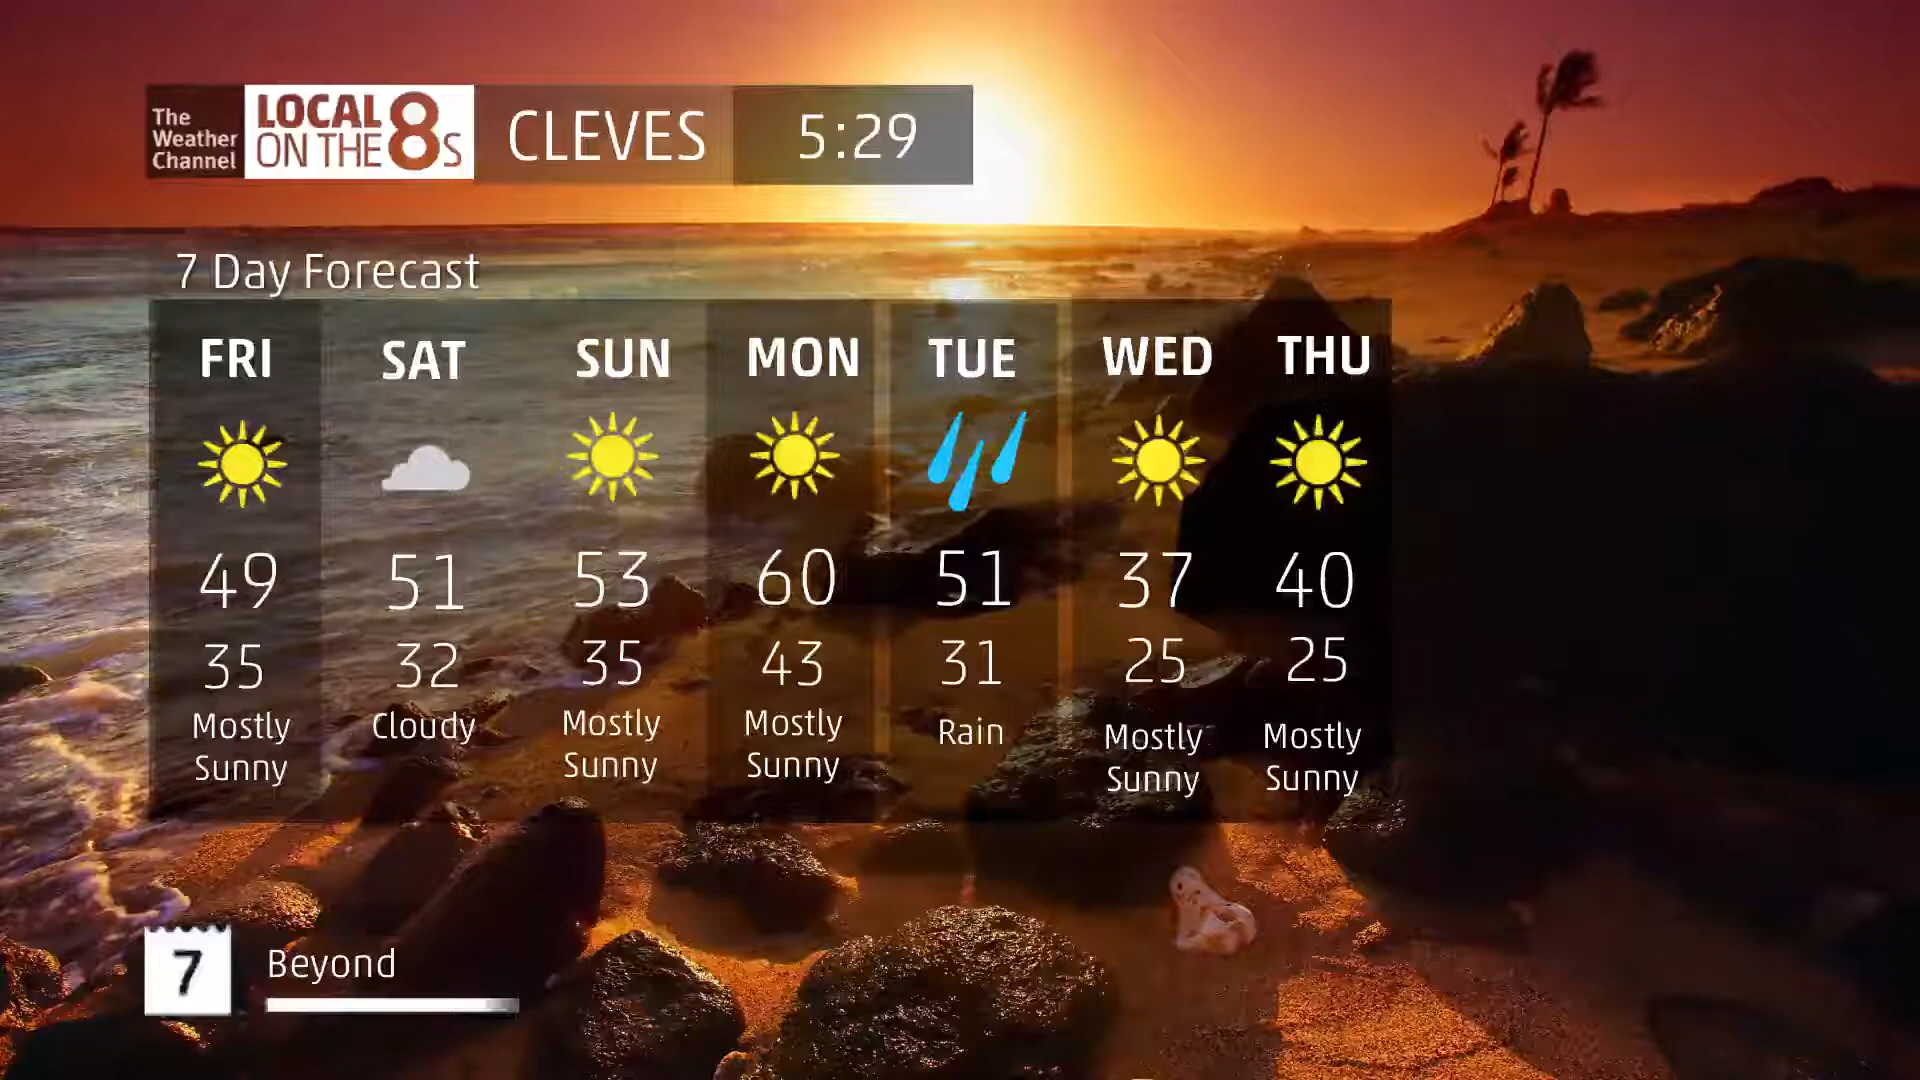 The
Weather
Channel
LOCAL
ON THE 8s
CLEVES
5:29
7 Day Forecast
FRI SAT SUN MON TUE WED THU
49 51 53 60 51 37 40
35 32 35 43 31 25 25
Mostly Cloudy Mostly Mostly Rain Mostly Mostly
Sunny Sunny Sunny Sunny Sunny
7
Beyond